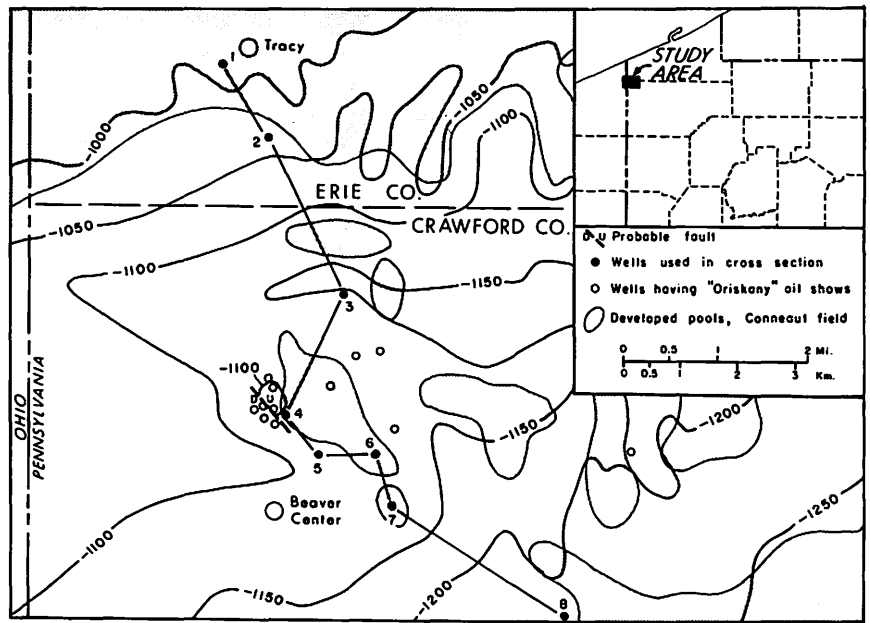 1
Tracy
STUDY
AREA
-1000
-1050
-1100
2
ERIE CO.
CRAWFORD CO.
-1050
-1100
-1150
3
D U Probable fault
Wells used in cross section
Wells having "Oriskany" oil shows
Developed pools, Conneaut field
0 0.5 1 2 Mi.
0 0.5 1 2 3 Km.
OHIO
PENNSYLVANIA
-1100
D U
4
5
6
7
-1150
-1200
-1250
Beaver
Center
-1100
-1150
-1200
8